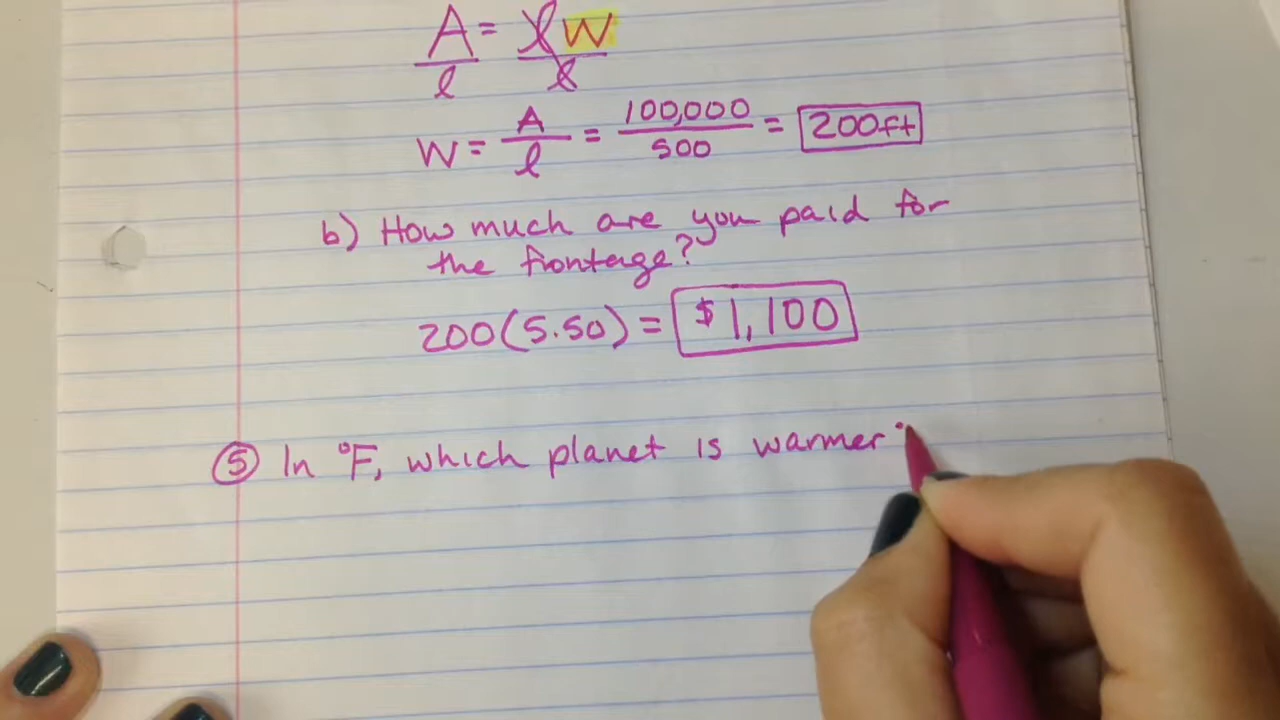 A = lw
l l
w = A/l = 100,000/500 = 200ft
b) How much are you paid for
the frontage?
200(5.50) = $1,100
5 In °F, which planet is warmer